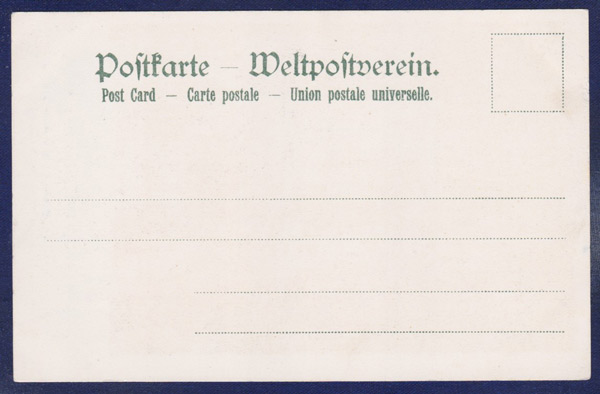 Postkarte — Weltpostverein.
Post Card — Carte postale — Union postale universelle.